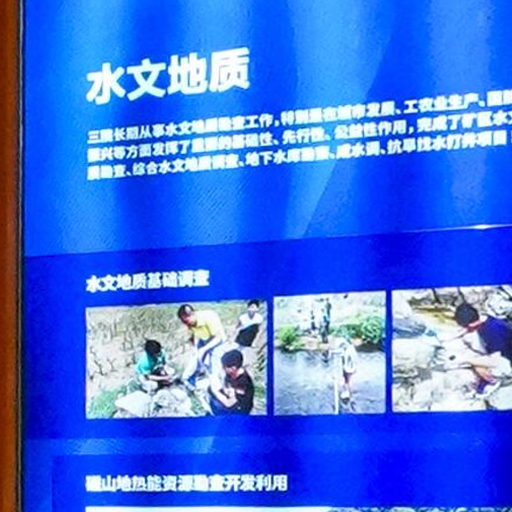 水文地质
三院长期从事水文地质勘查工作，特别是在城市发展、工农业生产、国防
振兴等方面发挥了重要的基础性、先行性、公益性作用，完成了矿区水文
质勘查、综合水文地质调查、地下水库勘查、咸水调、抗旱找水打井项目
水文地质基础调查
山地热能资源勘查开发利用